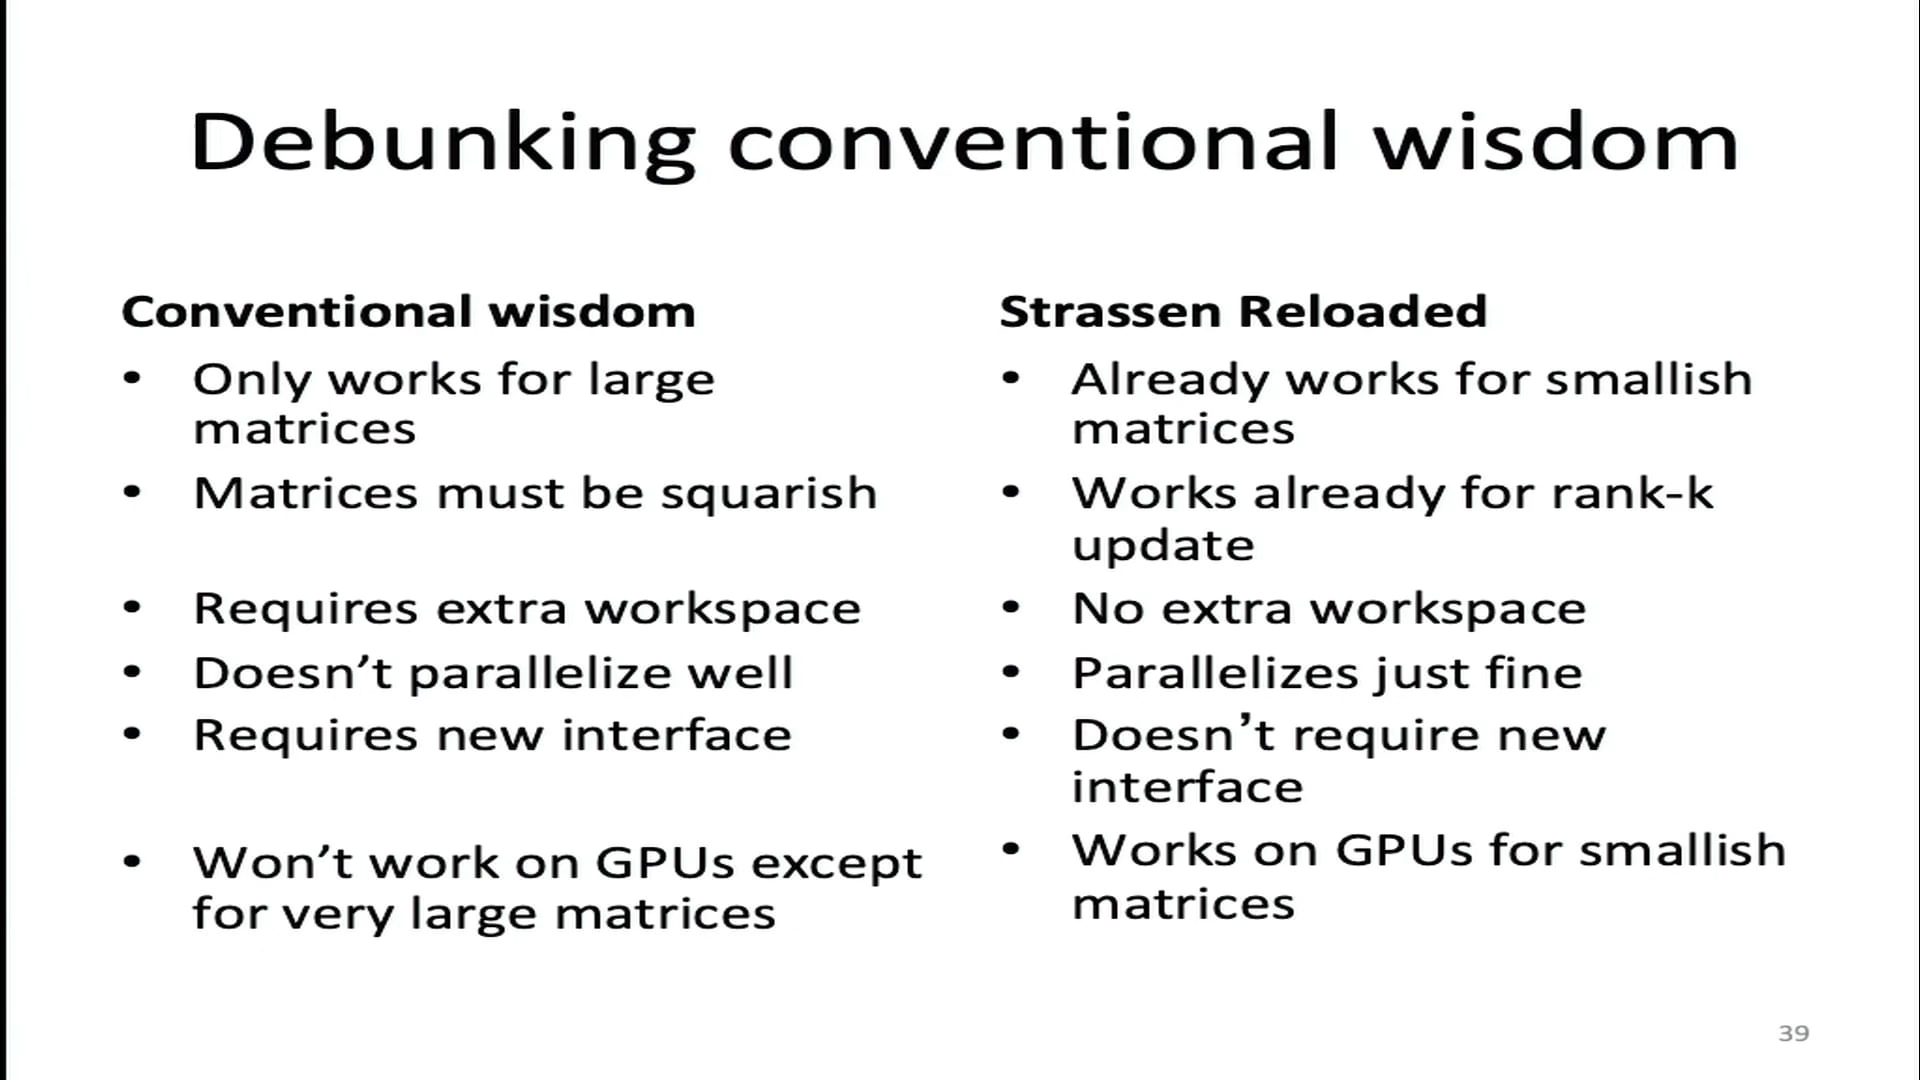 Debunking conventional wisdom
Conventional wisdom
• Only works for large
matrices
• Matrices must be squarish
• Requires extra workspace
• Doesn’t parallelize well
• Requires new interface
• Won’t work on GPUs except
for very large matrices
Strassen Reloaded
• Already works for smallish
matrices
• Works already for rank-k
update
• No extra workspace
• Parallelizes just fine
• Doesn’t require new
interface
• Works on GPUs for smallish
matrices
39